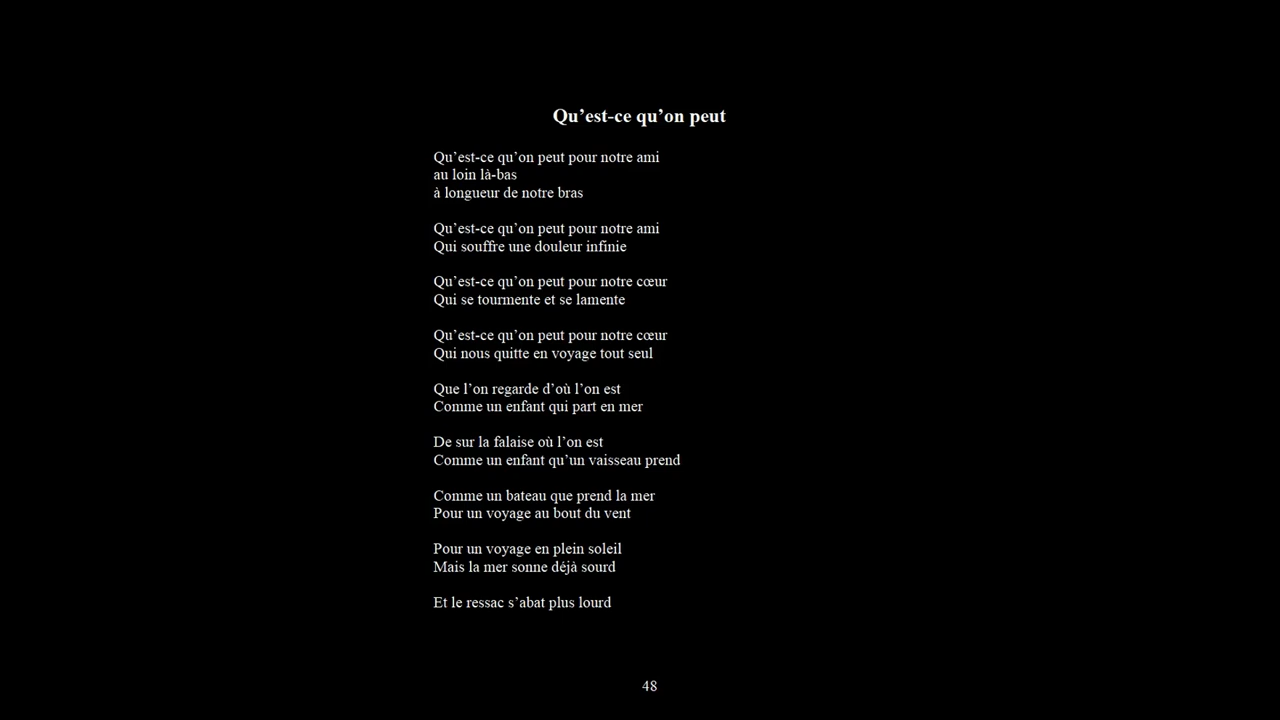 Qu’est-ce qu’on peut
Qu’est-ce qu’on peut pour notre ami
au loin là-bas
à longueur de notre bras
Qu’est-ce qu’on peut pour notre ami
Qui souffre une douleur infinie
Qu’est-ce qu’on peut pour notre cœur
Qui se tourmente et se lamente
Qu’est-ce qu’on peut pour notre cœur
Qui nous quitte en voyage tout seul
Que l’on regarde d’où l’on est
Comme un enfant qui part en mer
De sur la falaise où l’on est
Comme un enfant qu’un vaisseau prend
Comme un bateau que prend la mer
Pour un voyage au bout du vent
Pour un voyage en plein soleil
Mais la mer sonne déjà sourd
Et le ressac s’abat plus lourd
48